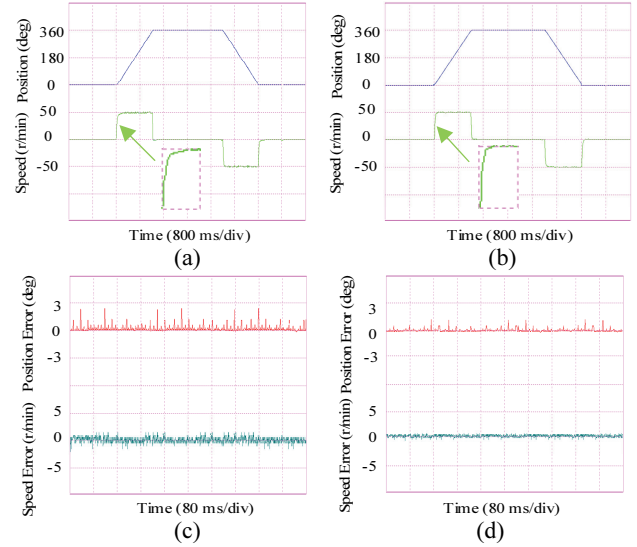 Position (deg)
360
180
0
Speed (r/min)
50
0
-50
Time (800 ms/div)
(a)
Position (deg)
360
180
0
Speed (r/min)
50
0
-50
Time (800 ms/div)
(b)
Position Error (deg)
3
0
-3
Speed Error (r/min)
5
0
-5
Time (80 ms/div)
(c)
Position Error (deg)
3
0
-3
Speed Error (r/min)
5
0
-5
Time (80 ms/div)
(d)